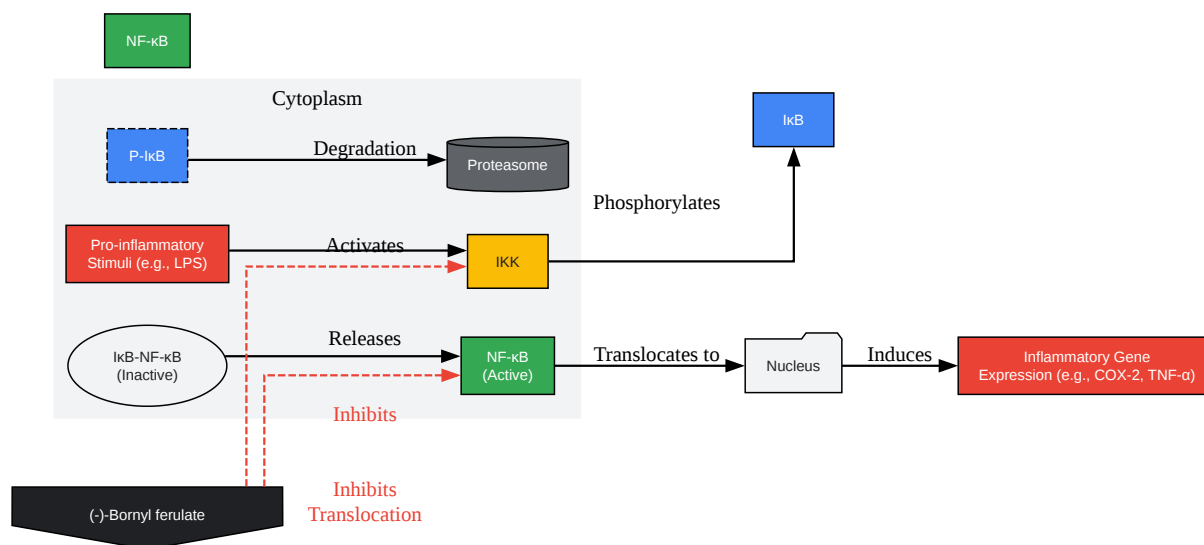 NF-κB
Cytoplasm
IκB
P-IκB
Degradation
Proteasome
Phosphorylates
Pro-inflammatory
Stimuli (e.g., LPS)
Activates
IKK
Releases
IκB-NF-κB
(Inactive)
NF-κB
(Active)
Translocates to
Nucleus
Induces
Inflammatory Gene
Expression (e.g., COX-2, TNF-α)
Inhibits
Inhibits
Translocation
(-)-Bornyl ferulate